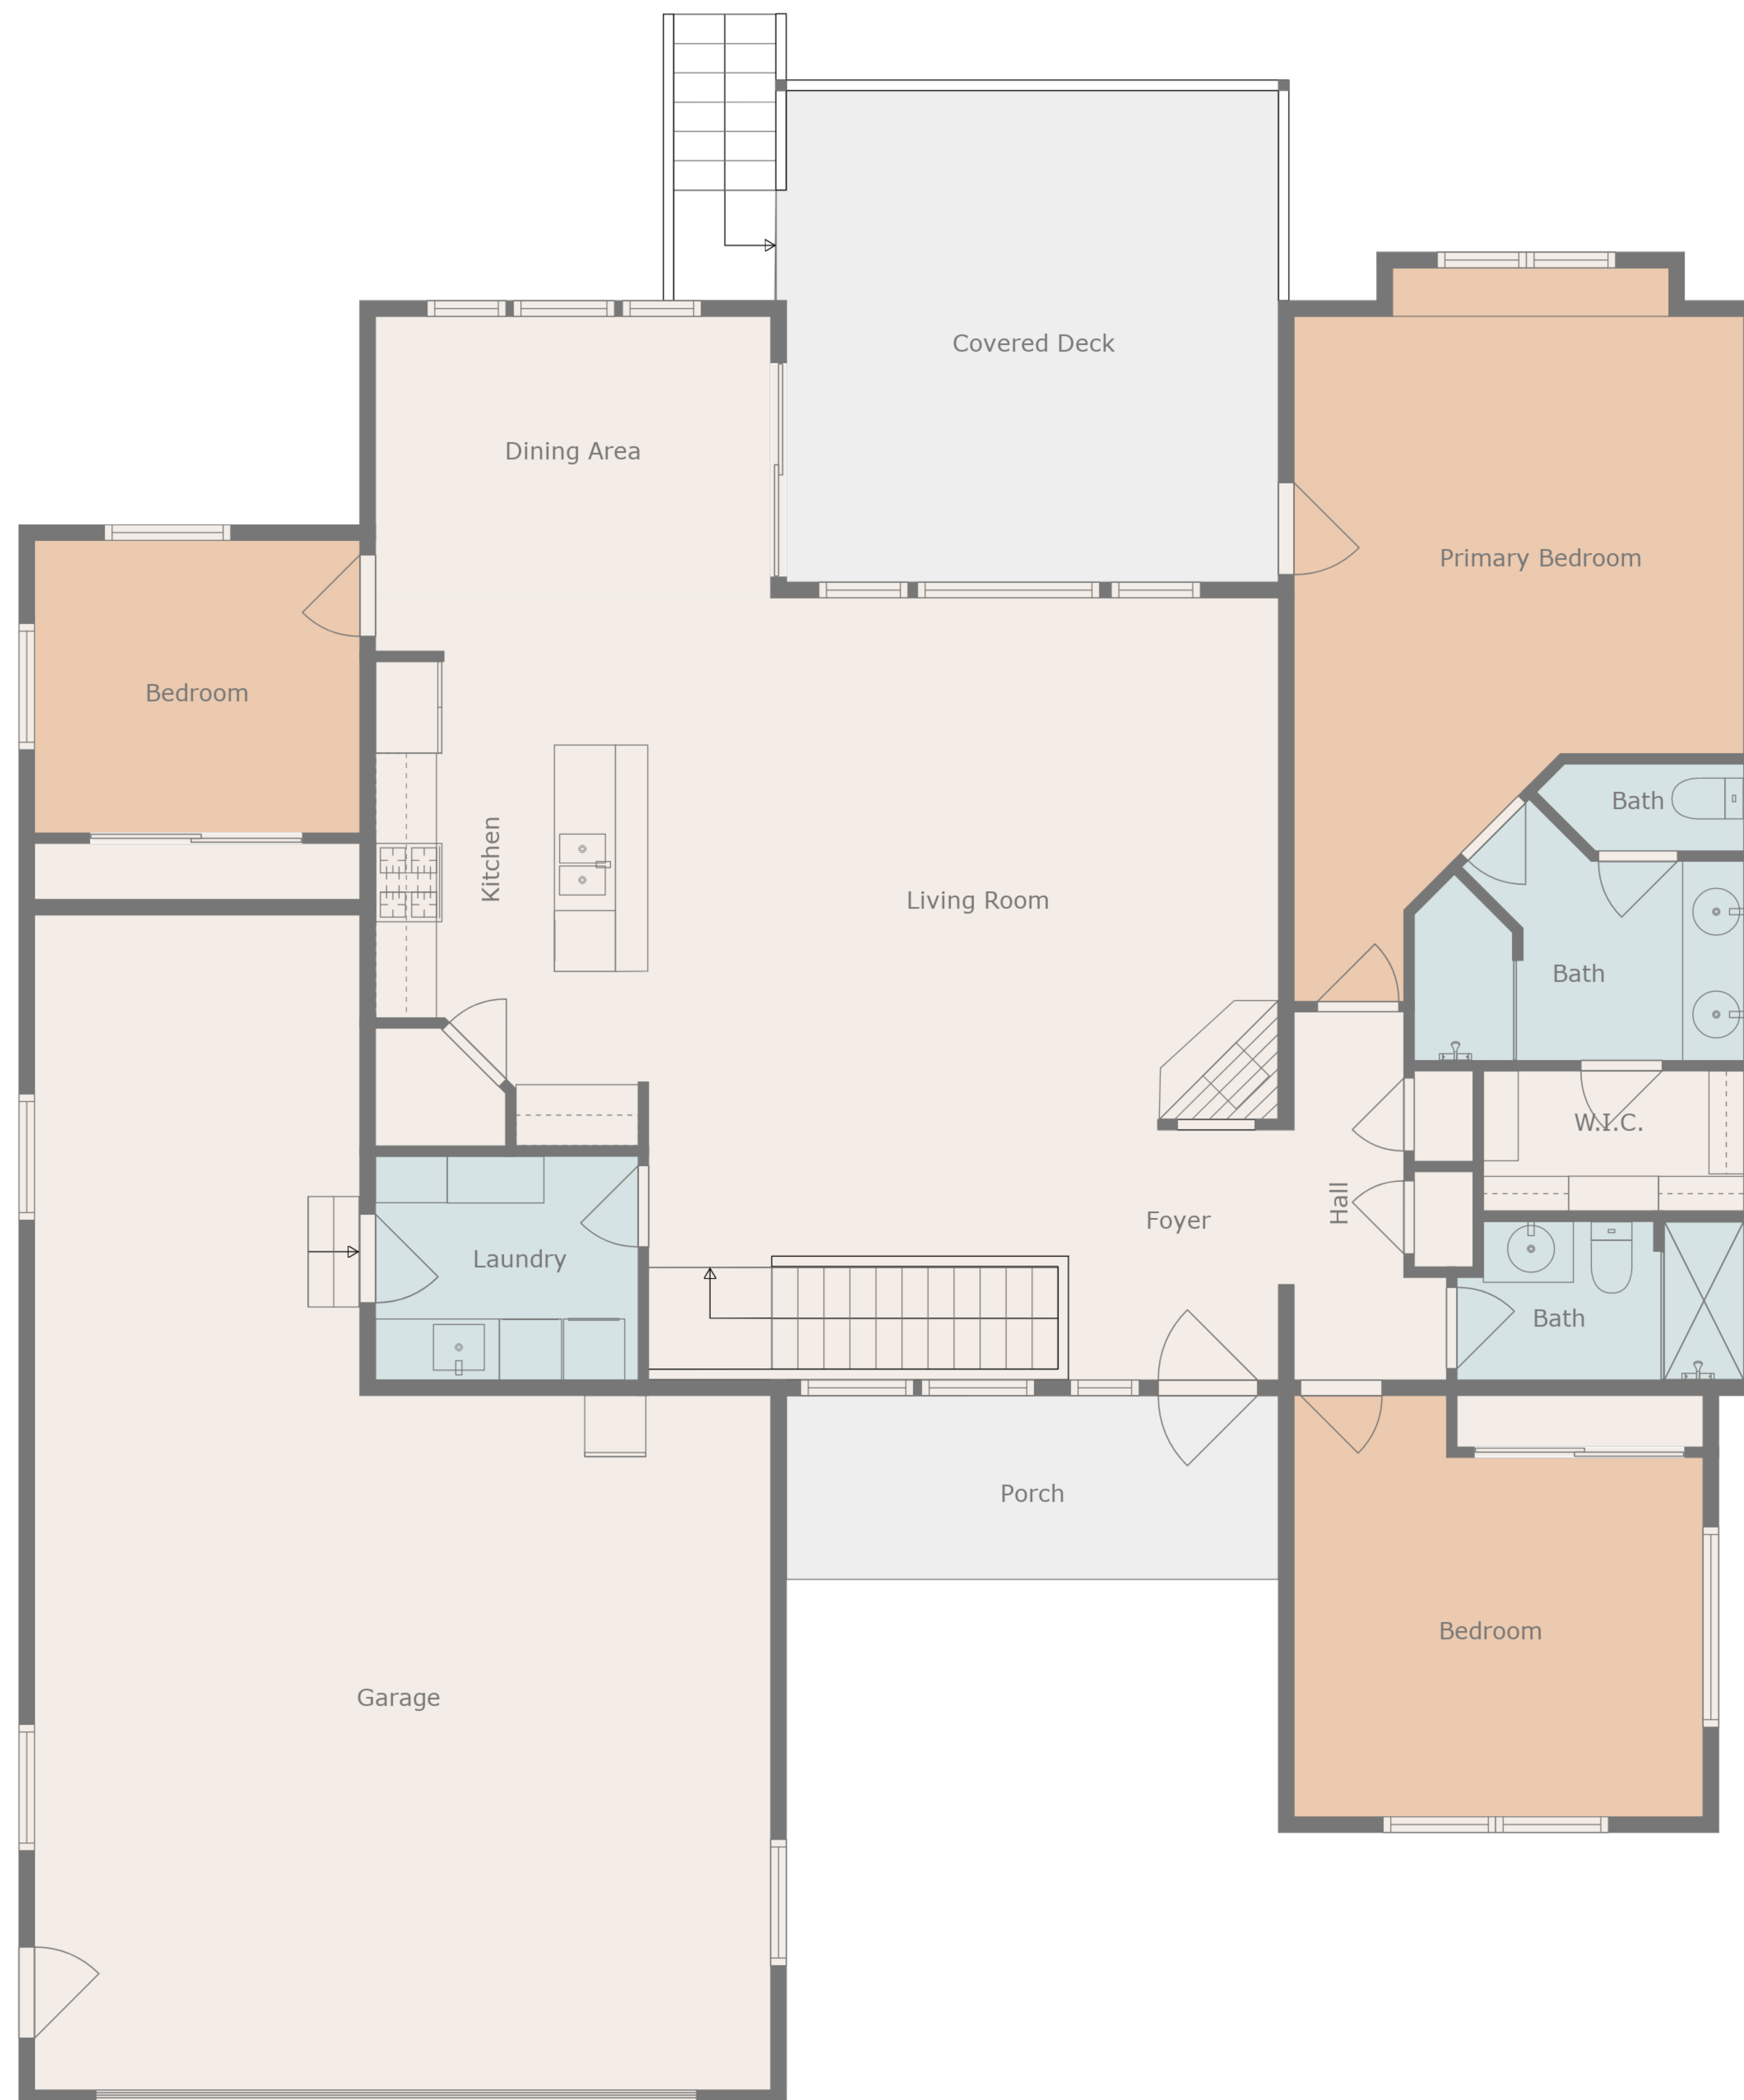 Covered Deck
Dining Area
Primary Bedroom
Bedroom
Bath
Kitchen
Living Room
Bath
W.I.C.
Hall
Foyer
Laundry
Bath
Porch
Bedroom
Garage